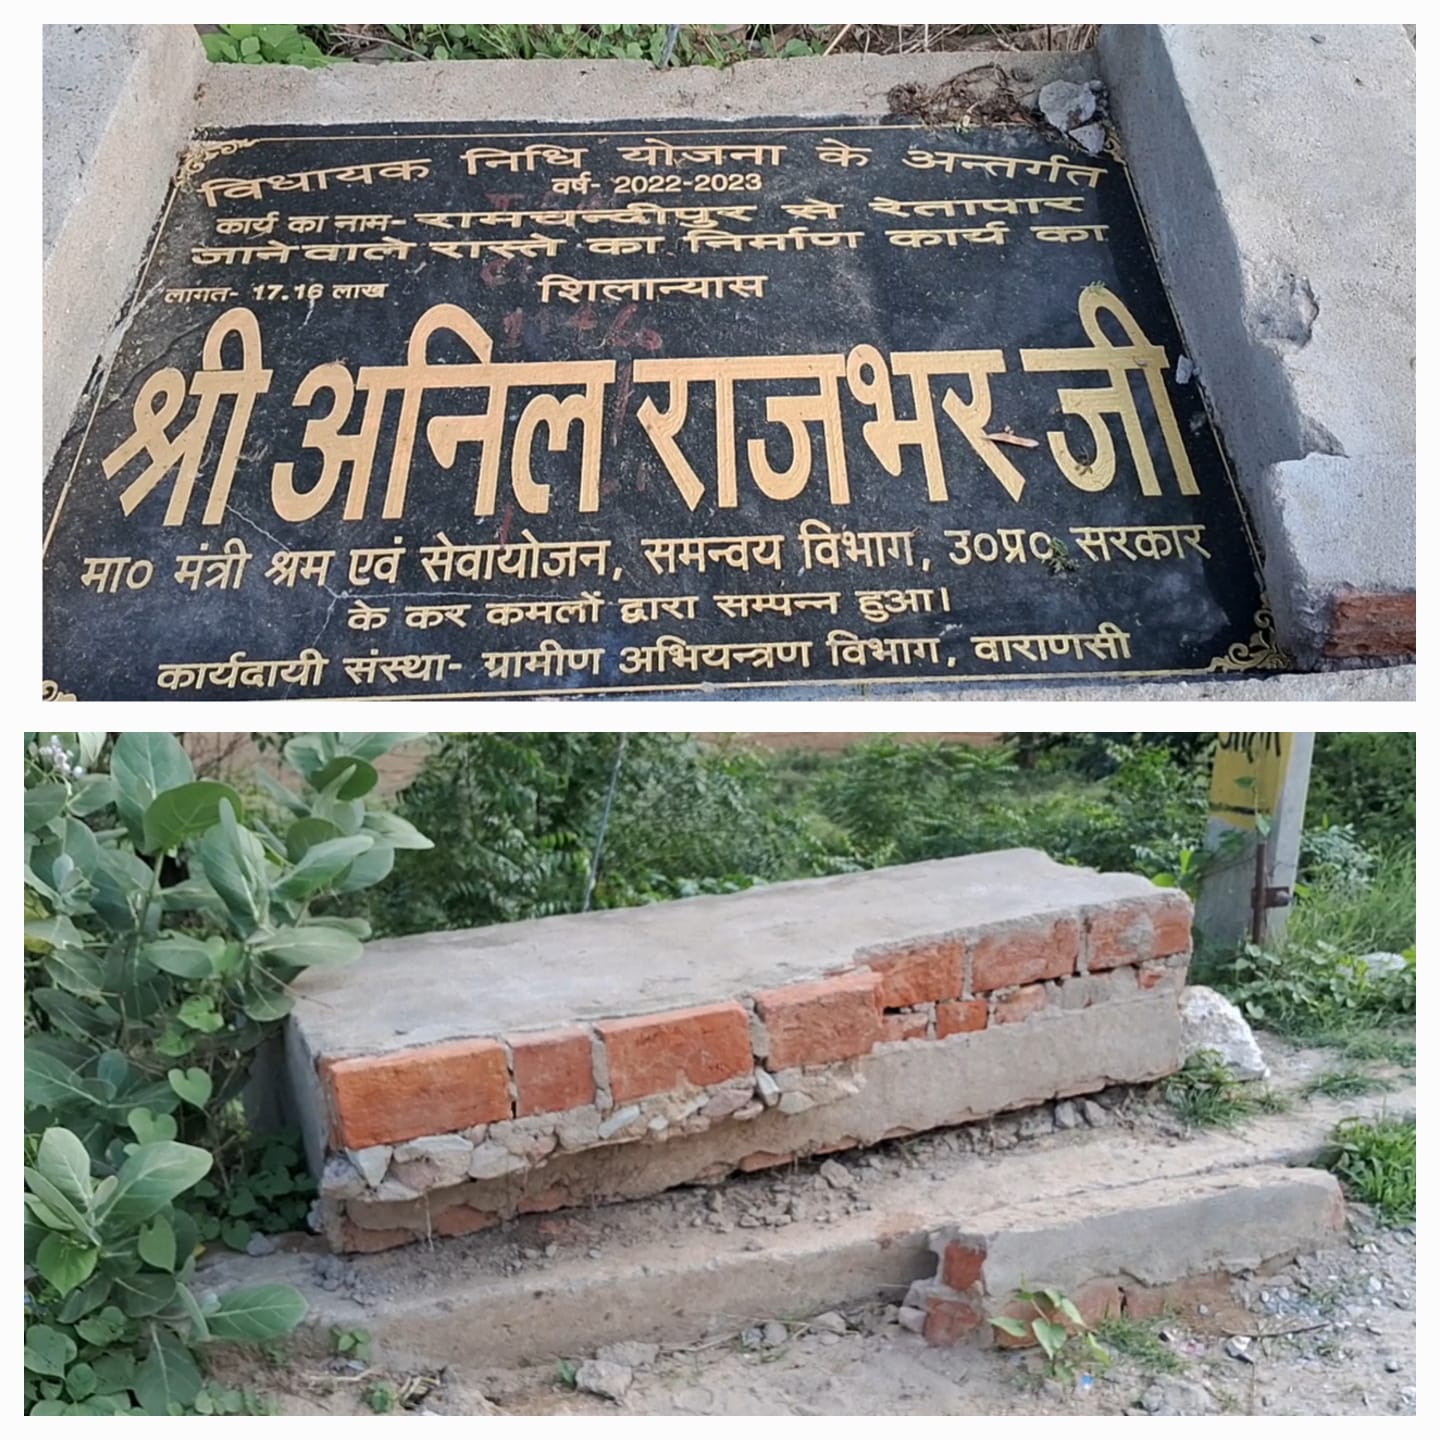 विधायक निधि योजना के अन्तर्गत
वर्ष- 2022-2023
कार्य का नाम- रामचन्दीपुर से रेतापार
जाने वाले रास्ते का निर्माण कार्य का
लागत- 17.16 लाख शिलान्यास
श्री अनिल राजभर जी
मा० मंत्री श्रम एवं सेवायोजन, समन्वय विभाग, उ०प्र० सरकार
के कर कमलों द्वारा सम्पन्न हुआ।
कार्यदायी संस्था- ग्रामीण अभियन्त्रण विभाग, वाराणसी